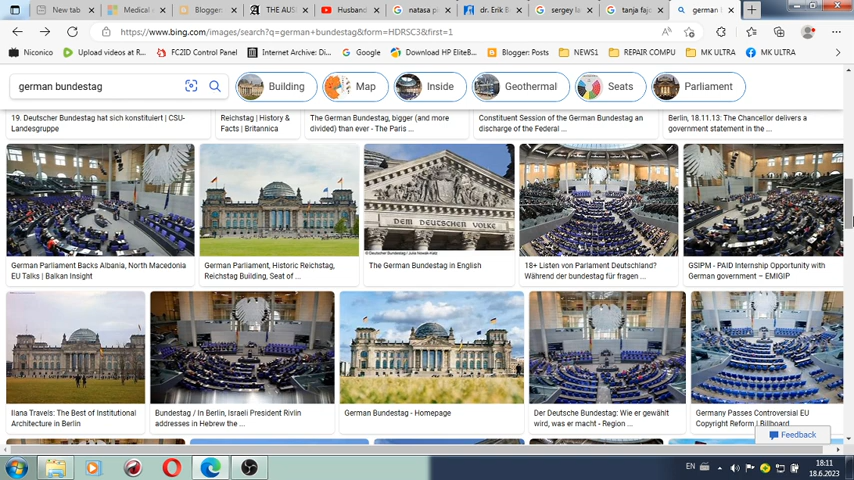 New tab
Medical
Blogger:
THE AUS
Husband
natasa p
dr. Erik B
sergey la
tanja fajo
german
https://www.bing.com/images/search?q=german+bundestag&form=HDRSC3&first=1
Niconico
Upload videos at R...
FC2ID Control Panel
Internet Archive: Di...
Google
Download HP EliteB...
Blogger: Posts
NEWS1
REPAIR COMPU
MK ULTRA
MK ULTRA
german bundestag
Building
Map
Inside
Geothermal
Seats
Parliament
19. Deutscher Bundestag hat sich konstituiert | CSU-
Landesgruppe
Reichstag | History &
Facts | Britannica
The German Bundestag, bigger (and more
divided) than ever - The Paris ...
Constituent Session of the German Bundestag an
discharge of the Federal ...
Berlin, 18.11.13: The Chancellor delivers a
government statement in the ...
DEM DEUTSCHEN VOLKE
German Parliament Backs Albania, North Macedonia
EU Talks | Balkan Insight
German Parliament, Historic Reichstag,
Reichstag Building, Seat of ...
The German Bundestag in English
18+ Listen von Parlament Deutschland?
Während der bundestag für fragen ...
GSIPM - PAID Internship Opportunity with
German government – EMIGIP
Ilana Travels: The Best of Institutional
Architecture in Berlin
Bundestag / In Berlin, Israeli President Rivlin
addresses in Hebrew the ...
German Bundestag - Homepage
Der Deutsche Bundestag: Wie er gewählt
wird, was er macht - Region ...
Germany Passes Controversial EU
Copyright Reform | Billboard
Feedback
EN
18:11
18.6.2023